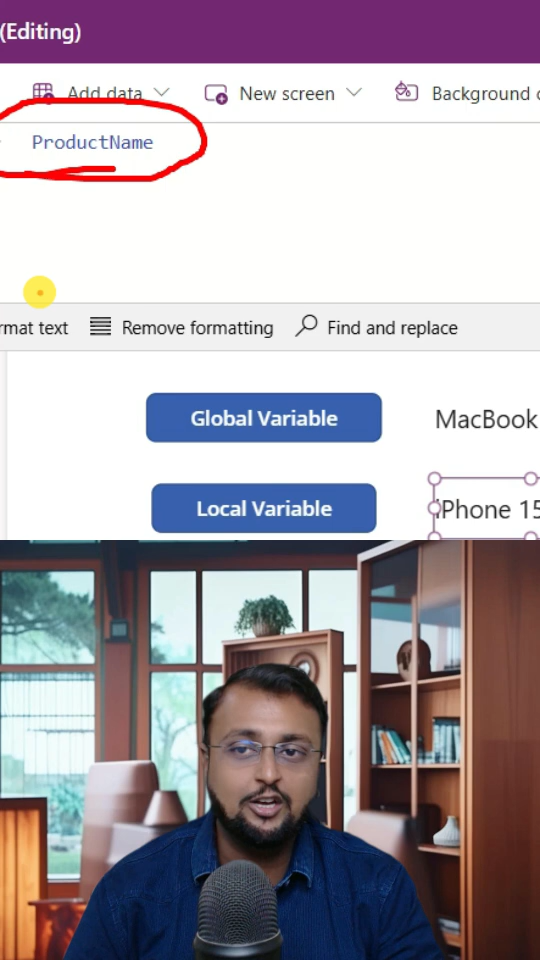 (Editing)
Add data New screen Background
ProductName
rmat text Remove formatting Find and replace
Global Variable MacBook
Local Variable iPhone 15